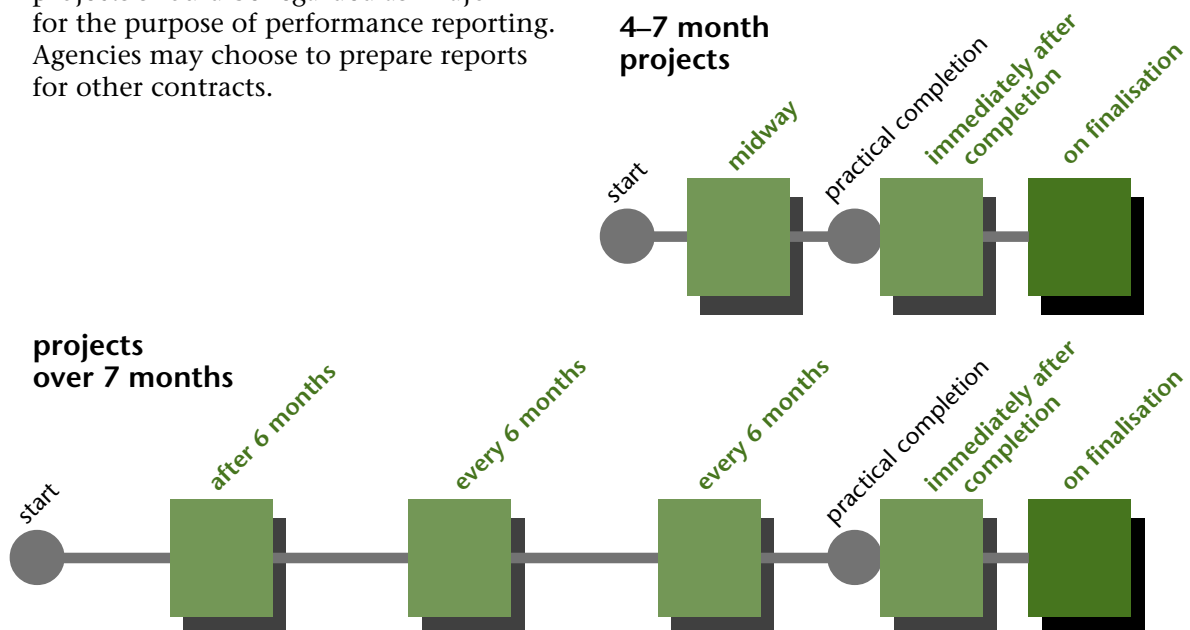 for the purpose of performance reporting.
Agencies may choose to prepare reports
for other contracts.
4–7 month
projects
start
midway
practical completion
immediately after
completion
on finalisation
projects
over 7 months
start
after 6 months
every 6 months
every 6 months
practical completion
immediately after
completion
on finalisation